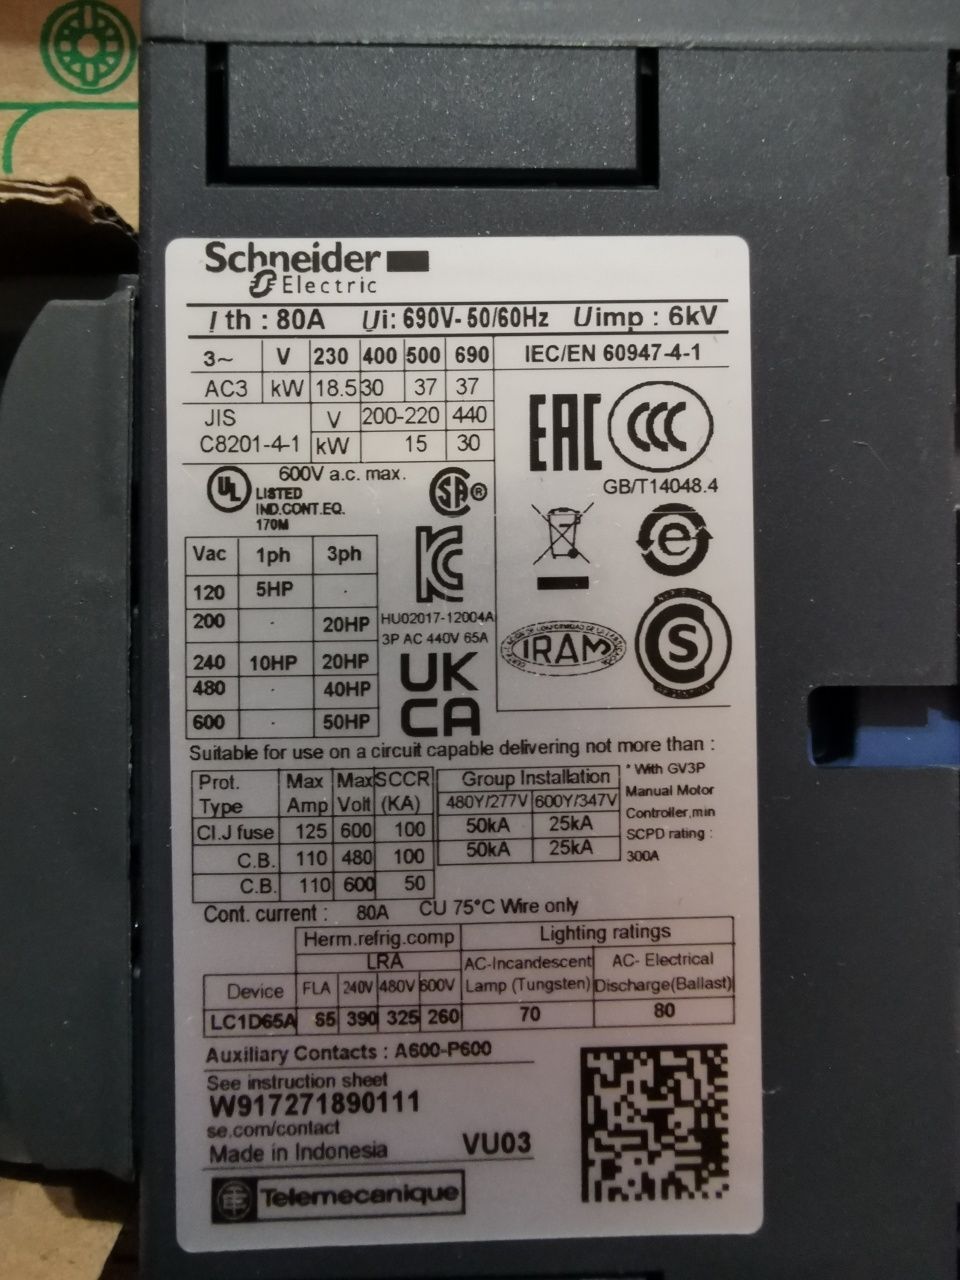 Schneider
Electric
Ith : 80A Ui: 690V- 50/60Hz Uimp : 6kV
3~ V 230 400 500 690 IEC/EN 60947-4-1
AC3 kW 18.5 30 37 37
JIS V 200-220 440
C8201-4-1 kW 15 30
EAC CCC
GB/T14048.4
600V a.c. max.
UL LISTED SA®
IND.CONT.EQ.
170M
Vac 1ph 3ph
120 5HP .
200 . 20HP
240 10HP 20HP
480 . 40HP
600 . 50HP
KC
HU02017-12004A
3P AC 440V 65A
UK
CA
e
IRAM
S
Suitable for use on a circuit capable delivering not more than :
Prot. Max Max SCCR Group Installation
Type Amp Volt (KA) 480Y/277V 600Y/347V
Cl.J fuse 125 600 100 50kA 25kA
C.B. 110 480 100 50kA 25kA
C.B. 110 600 50
* With GV3P
Manual Motor
Controller,min
SCPD rating :
300A
Cont. current : 80A CU 75°C Wire only
Herm.refrig.comp Lighting ratings
LRA AC-Incandescent AC- Electrical
Device FLA 240V 480V 600V Lamp (Tungsten) Discharge(Ballast)
LC1D65A 65 390 325 260 70 80
Auxiliary Contacts : A600-P600
See instruction sheet
W917271890111
se.com/contact
Made in Indonesia VU03
Telemecanique